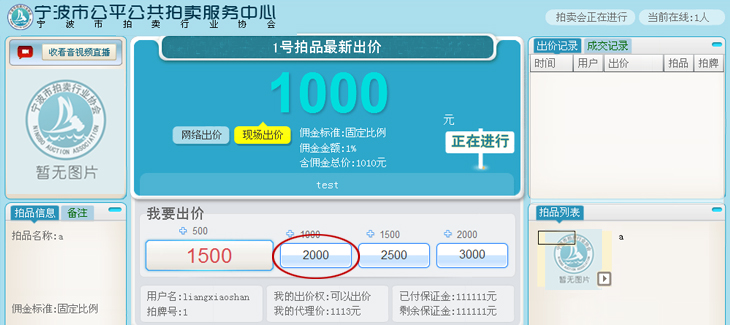 宁波市公平公共拍卖服务中心
宁波市拍卖行业协会
拍卖会正在进行
当前在线:1人
收看音视频直播
宁波市拍卖行业协会
NINGBO AUCTION ASSOCIATION
暂无图片
1号拍品最新出价
1000
元
网络出价
现场出价
佣金标准:固定比例
佣金金额:1%
含佣金总价:1010元
正在进行
test
出价记录 成交记录
时间 用户 出价 拍品 拍牌
拍品信息 备注
拍品名称:a
佣金标准:固定比例
我要出价
500 1000 1500 2000
1500 2000 2500 3000
用户名:liangxiaoshan
拍牌号:1
我的出价权:可以出价
我的代理价:1113元
已付保证金:111111元
剩余保证金:111111元
拍品列表
a
暂无图片